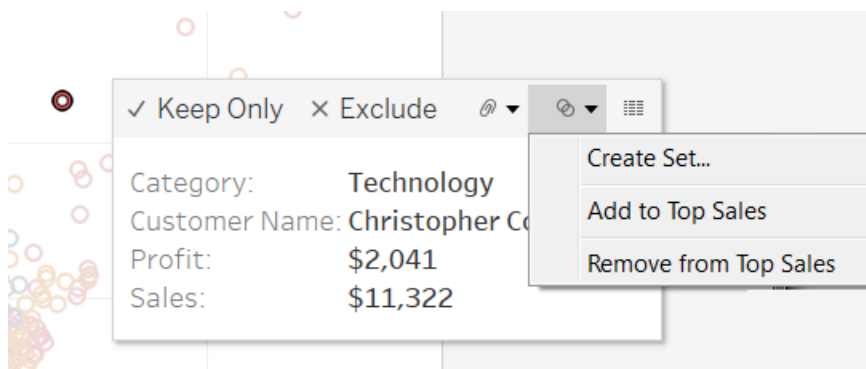 Keep Only Exclude
Create Set...
Add to Top Sales
Remove from Top Sales
Category: Technology
Customer Name: Christopher
Profit: $2,041
Sales: $11,322